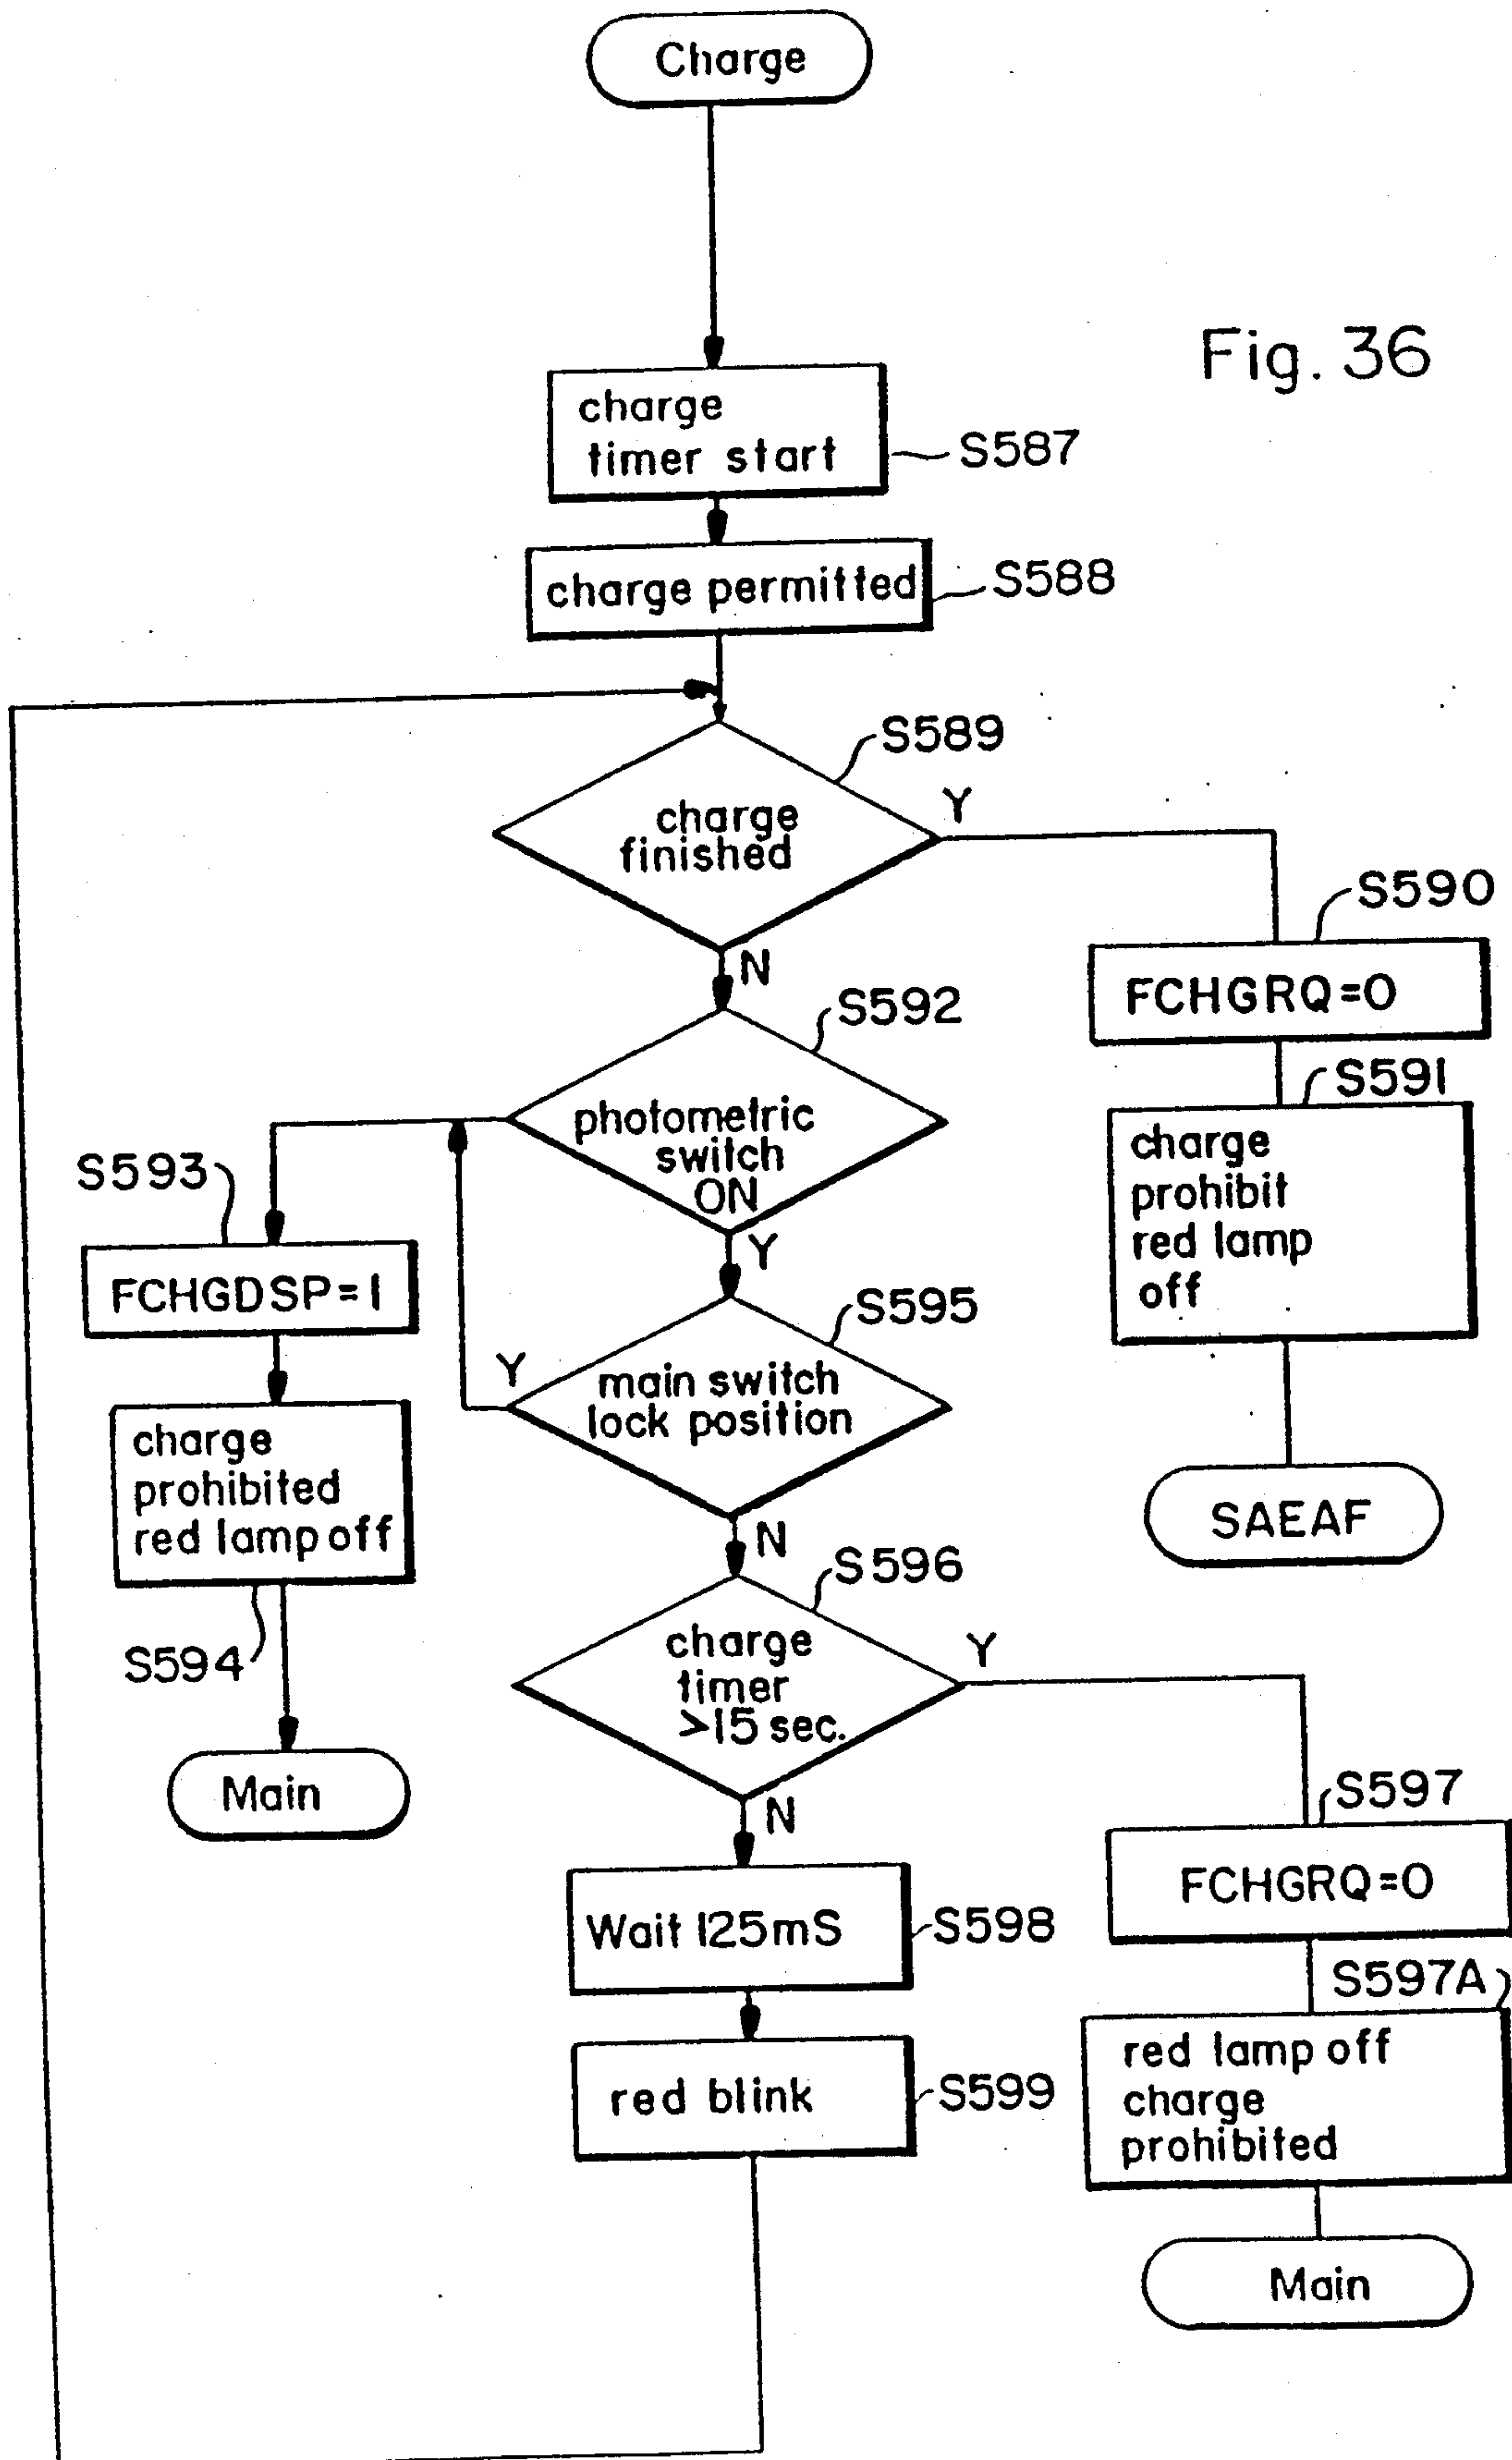 Charge
Fig. 36
charge
timer start
S587
charge permitted
S588
S589
charge
finished
Y
N
S590
FCHGRQ=0
S591
charge
prohibit
red lamp
off
SAEAF
S592
photometric
switch
ON
Y
S593
FCHGDSP=1
charge
prohibited
red lamp off
S594
Main
S595
main switch
lock position
Y
N
S596
charge
timer
>15 sec.
Y
N
S597
FCHGRQ=0
S597A
red lamp off
charge
prohibited
Main
Wait 125mS
S598
red blink
S599